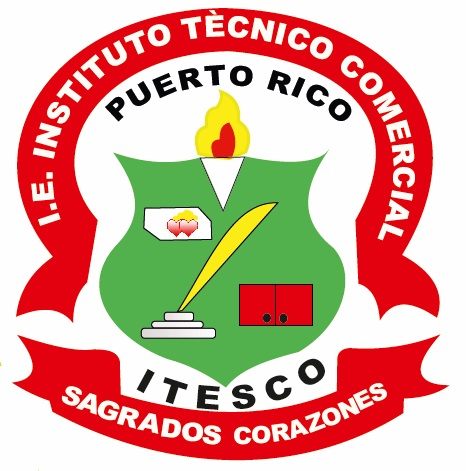 I.E. INSTITUTO TÈCNICO COMERCIAL
PUERTO RICO
ITESCO
SAGRADOS CORAZONES